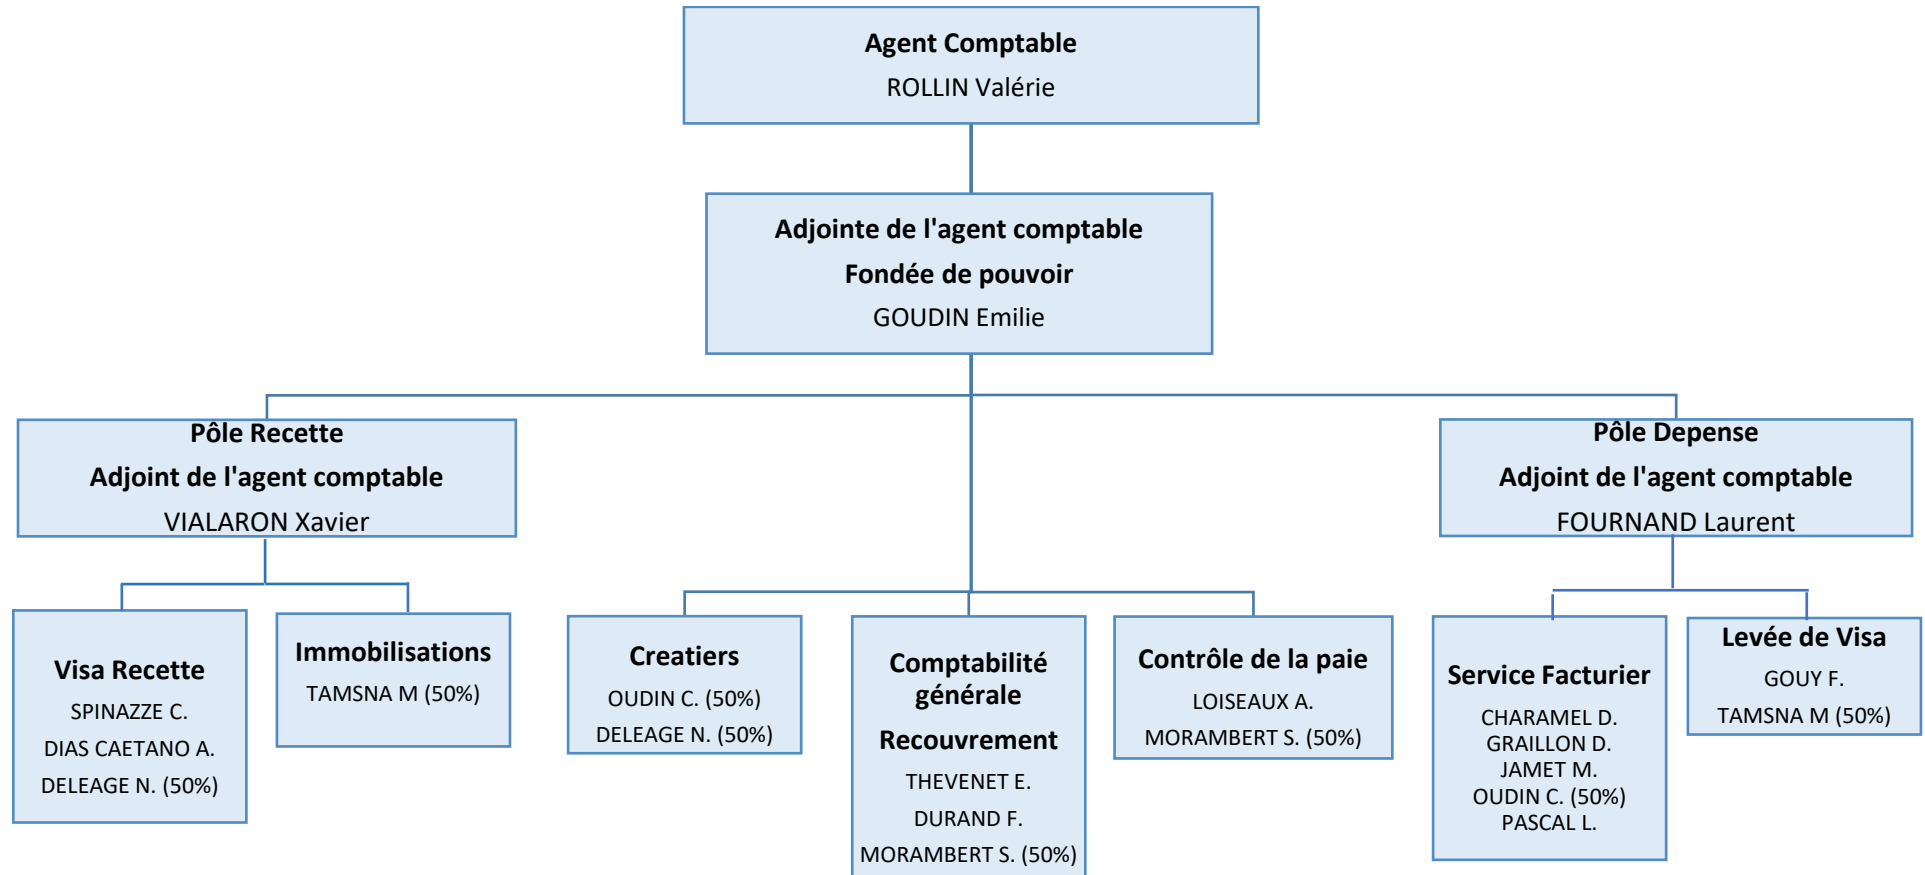 Agent Comptable
ROLLIN Valérie
Adjointe de l'agent comptable
Fondée de pouvoir
GOUDIN Emilie
Pôle Recette
Adjoint de l'agent comptable
VIALARON Xavier
Pôle Depense
Adjoint de l'agent comptable
FOURNAND Laurent
Visa Recette
SPINAZZE C.
DIAS CAETANO A.
DELEAGE N. (50%)
Immobilisations
TAMSNA M (50%)
Creatiers
OUDIN C. (50%)
DELEAGE N. (50%)
Comptabilité
générale
Recouvrement
THEVENET E.
DURAND F.
MORAMBERT S. (50%)
Contrôle de la paie
LOISEAUX A.
MORAMBERT S. (50%)
Service Facturier
CHARAMEL D.
GRAILLON D.
JAMET M.
OUDIN C. (50%)
PASCAL L.
Levée de Visa
GOUY F.
TAMSNA M (50%)